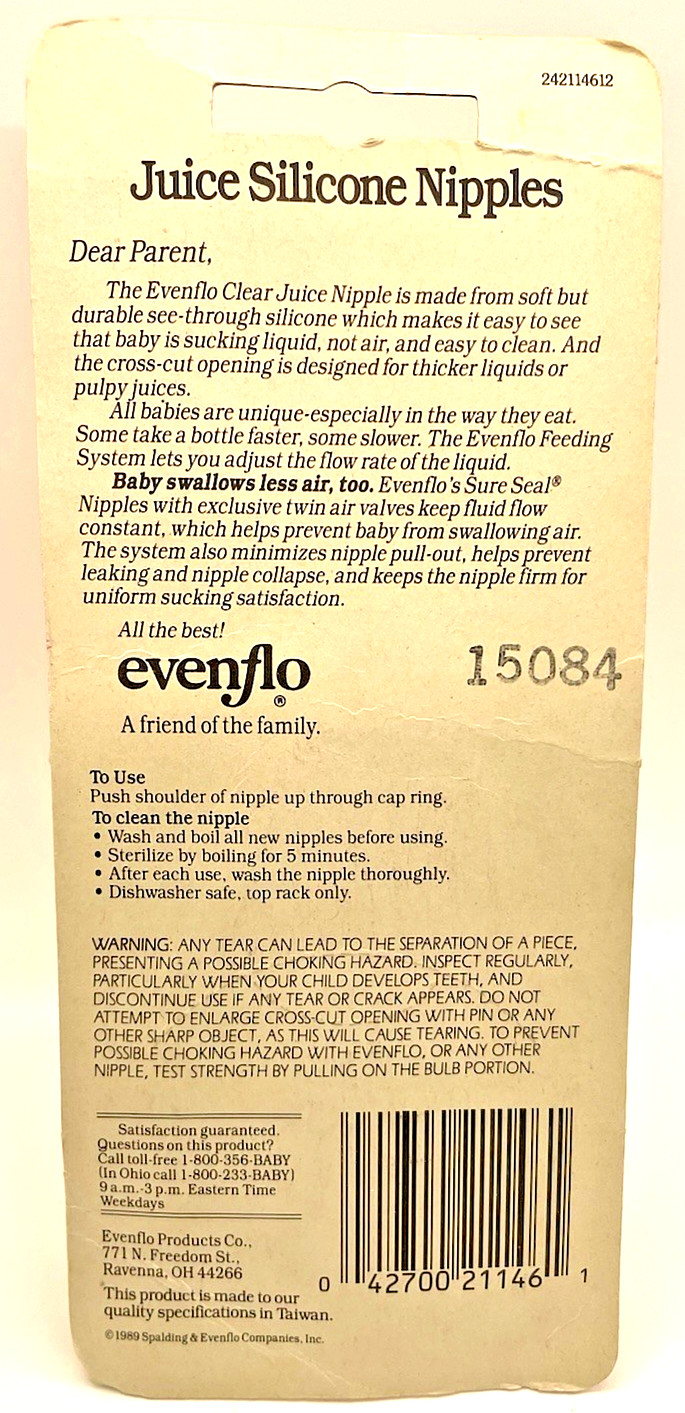 242114612
Juice Silicone Nipples
Dear Parent,
The Evenflo Clear Juice Nipple is made from soft but
durable see-through silicone which makes it easy to see
that baby is sucking liquid, not air, and easy to clean. And
the cross-cut opening is designed for thicker liquids or
pulpy juices.
All babies are unique-especially in the way they eat.
Some take a bottle faster, some slower. The Evenflo Feeding
System lets you adjust the flow rate of the liquid.
Baby swallows less air, too. Evenflo's Sure Seal®
Nipples with exclusive twin air valves keep fluid flow
constant, which helps prevent baby from swallowing air.
The system also minimizes nipple pull-out, helps prevent
leaking and nipple collapse, and keeps the nipple firm for
uniform sucking satisfaction.
All the best!
evenflo®
15084
A friend of the family.
To Use
Push shoulder of nipple up through cap ring.
To clean the nipple
• Wash and boil all new nipples before using.
• Sterilize by boiling for 5 minutes.
• After each use, wash the nipple thoroughly.
• Dishwasher safe, top rack only.
WARNING: ANY TEAR CAN LEAD TO THE SEPARATION OF A PIECE,
PRESENTING A POSSIBLE CHOKING HAZARD. INSPECT REGULARLY,
PARTICULARLY WHEN YOUR CHILD DEVELOPS TEETH, AND
DISCONTINUE USE IF ANY TEAR OR CRACK APPEARS. DO NOT
ATTEMPT TO ENLARGE CROSS-CUT OPENING WITH PIN OR ANY
OTHER SHARP OBJECT, AS THIS WILL CAUSE TEARING. TO PREVENT
POSSIBLE CHOKING HAZARD WITH EVENFLO, OR ANY OTHER
NIPPLE, TEST STRENGTH BY PULLING ON THE BULB PORTION.
Satisfaction guaranteed.
Questions on this product?
Call toll-free 1-800-356-BABY
(In Ohio call 1-800-233-BABY)
9 a.m.-3 p.m. Eastern Time
Weekdays
Evenflo Products Co.,
771 N. Freedom St.,
Ravenna, OH 44266
This product is made to our
quality specifications in Taiwan.
©1989 Spalding & Evenflo Companies, Inc.
0 42700 21146 1